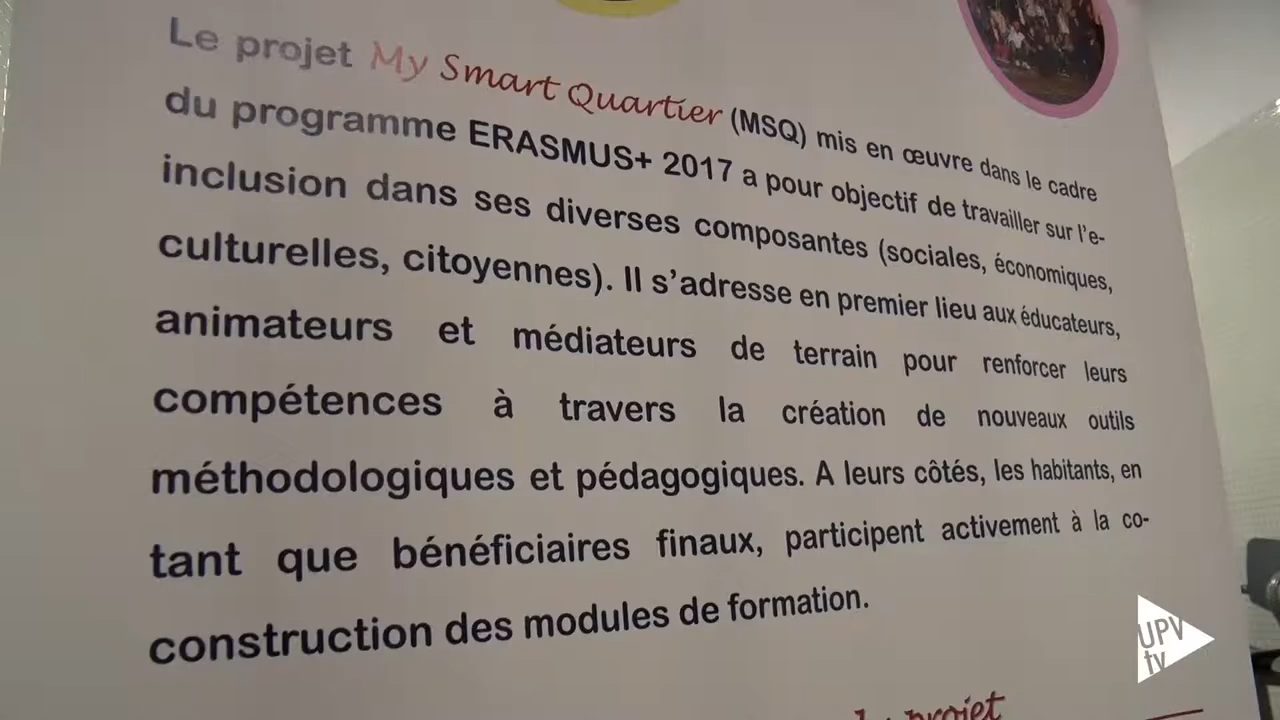 Le projet My Smart Quartier (MSQ) mis en œuvre dans le cadre
du programme ERASMUS+ 2017 a pour objectif de travailler sur l'e-
inclusion dans ses diverses composantes (sociales, économiques,
culturelles, citoyennes). Il s'adresse en premier lieu aux éducateurs,
animateurs et médiateurs de terrain pour renforcer leurs
compétences à travers la création de nouveaux outils
méthodologiques et pédagogiques. A leurs côtés, les habitants, en
tant que bénéficiaires finaux, participent activement à la co-
construction des modules de formation.
projet
UPV
tv